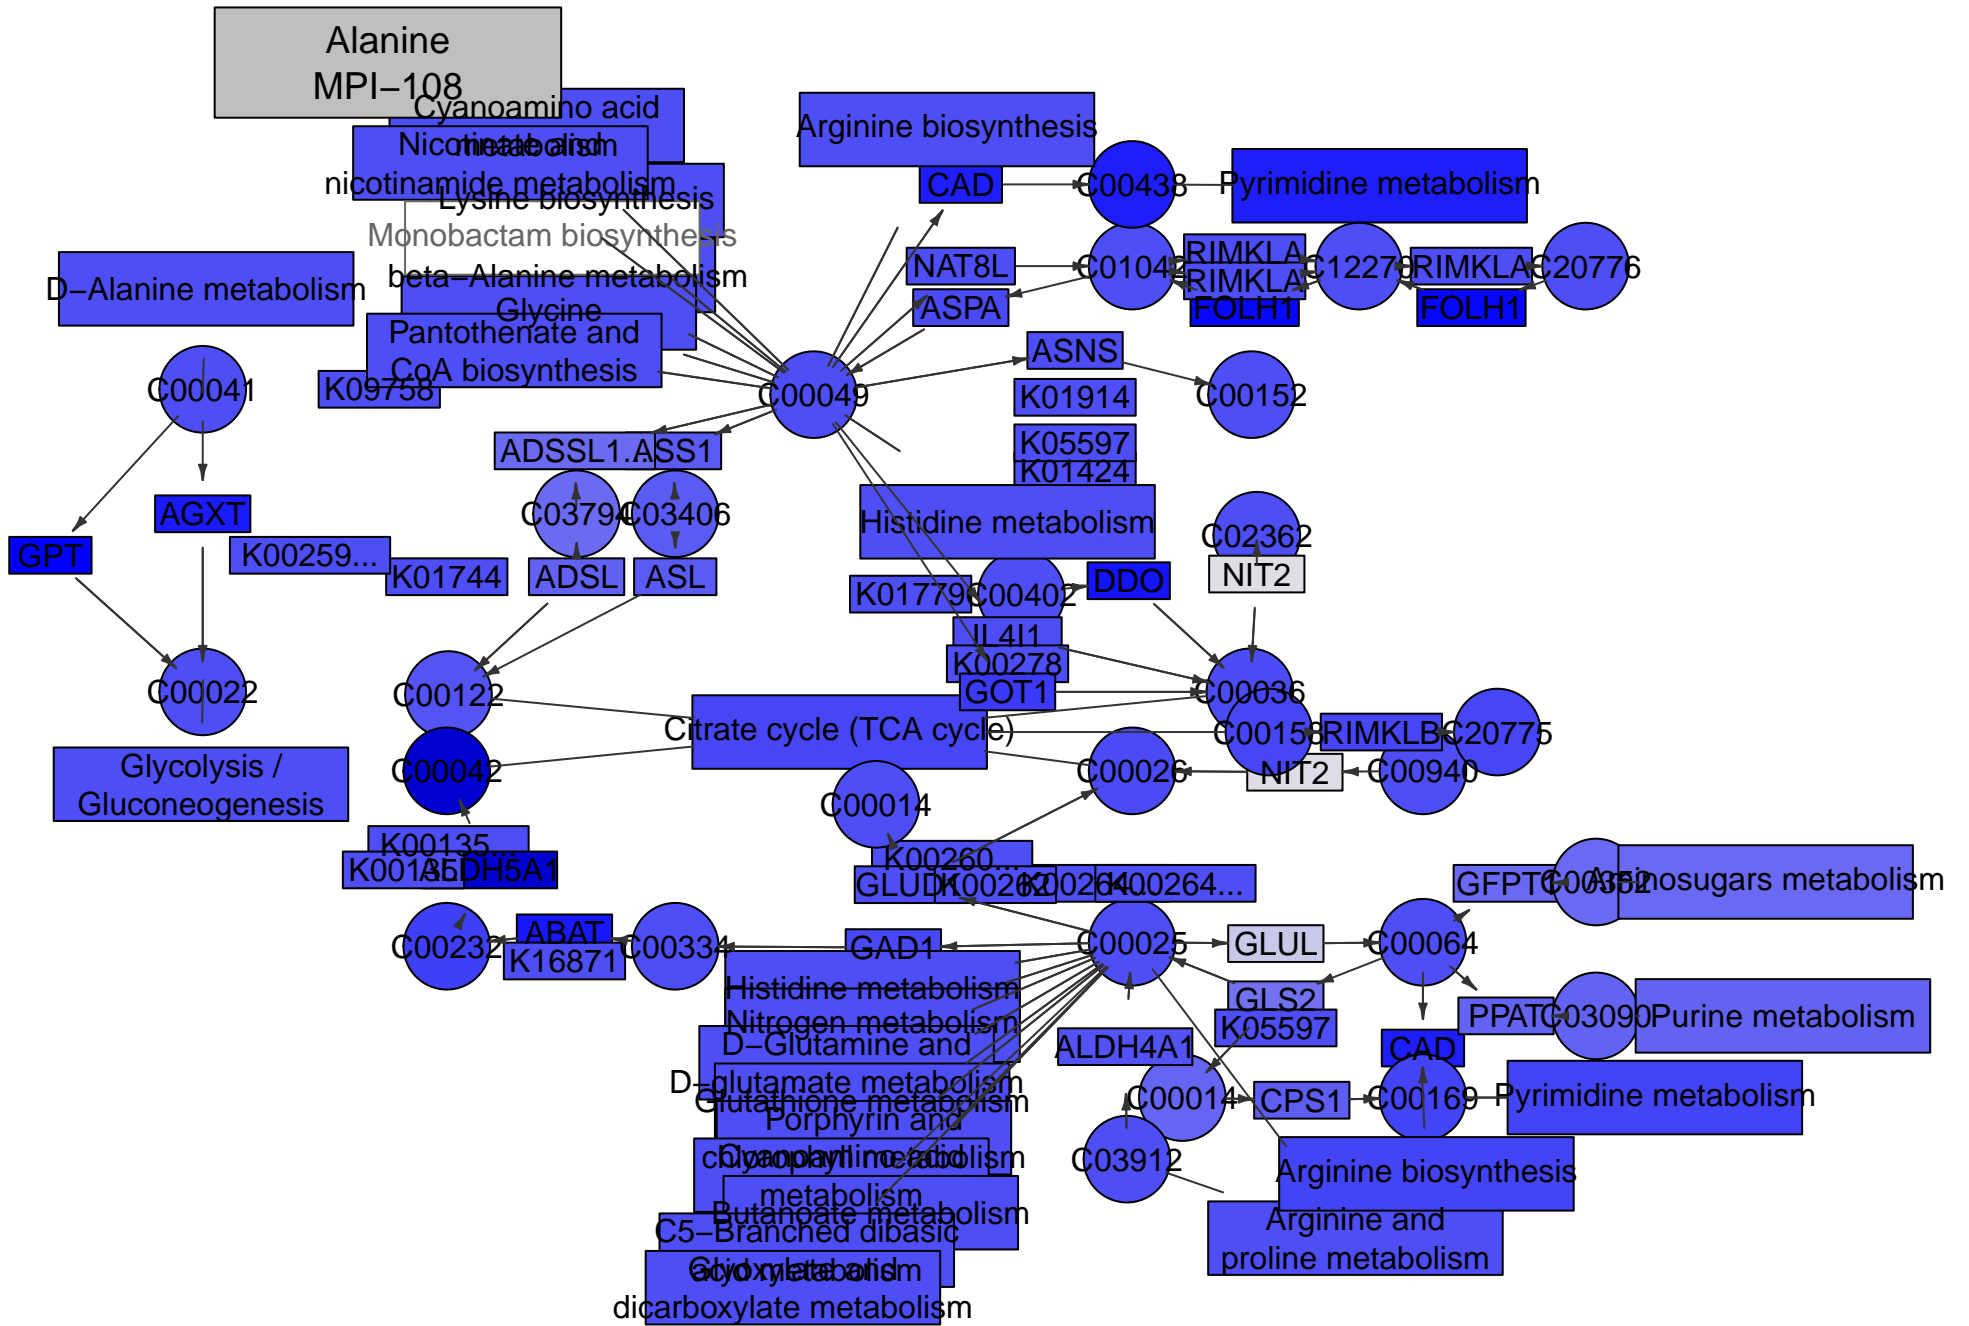 Alanine
MPI−108
Cyanoamino acid
metabolism
Nicotinate and
nicotinamide metabolism
Lysine biosynthesis
Monobactam biosynthesis
beta−Alanine metabolism
Glycine
Pantothenate and
CoA biosynthesis
Arginine biosynthesis
CAD
C00438
Pyrimidine metabolism
NAT8L
ASPA
RIMKLA
RIMKLA
FOLH1
RIMKLA
FOLH1
C20776
D−Alanine metabolism
C00041
K09758
C00049
ASNS
C00152
K01914
K05597
K01424
ADSSL1...
ASS1
C03794
C03406
ADSL
ASL
AGXT
GPT
K00259...
K01744
Histidine metabolism
C02362
NIT2
K01779
C00402
DDO
IL4I1
K00278
GOT1
C00036
C00022
C00122
C00042
Citrate cycle (TCA cycle)
C00158
RIMKLB
C20775
C00026
NIT2
C00940
Glycolysis /
Gluconeogenesis
C00014
K00135...
ALDH5A1
K00260...
GLUD1
K00262
K00264...
K00264...
GFPT1
C00352
Aminosugars metabolism
C00232
ABAT
K16871
C00334
GAD1
C00025
GLUL
C00064
GLS2
K05597
PPAT
C03090
Purine metabolism
Histidine metabolism
Nitrogen metabolism
D−Glutamine and
D−glutamate metabolism
Glutathione metabolism
Porphyrin and
chlorophyll metabolism
Cyanoamino acid
metabolism
Butanoate metabolism
C5−Branched dibasic
acid metabolism
Glyoxylate and
dicarboxylate metabolism
ALDH4A1
C00014
CPS1
CAD
C00169
Pyrimidine metabolism
C03912
Arginine biosynthesis
Arginine and
proline metabolism